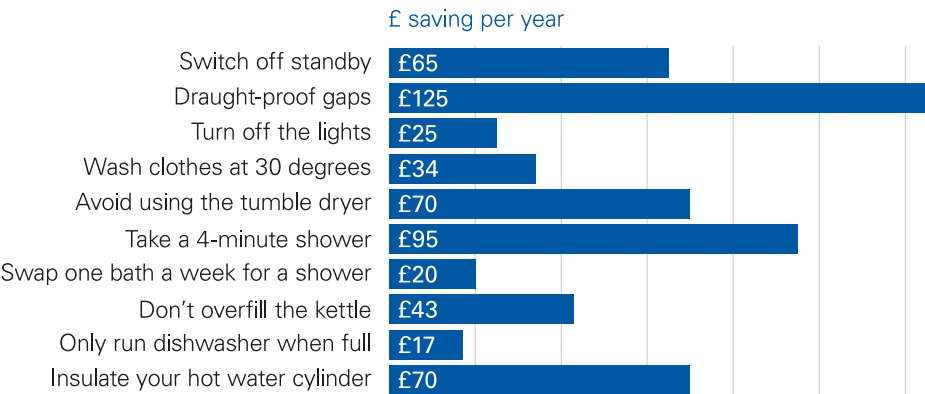 £ saving per year
Switch off standby £65
Draught-proof gaps £125
Turn off the lights £25
Wash clothes at 30 degrees £34
Avoid using the tumble dryer £70
Take a 4-minute shower £95
Swap one bath a week for a shower £20
Don’t overfill the kettle £43
Only run dishwasher when full £17
Insulate your hot water cylinder £70